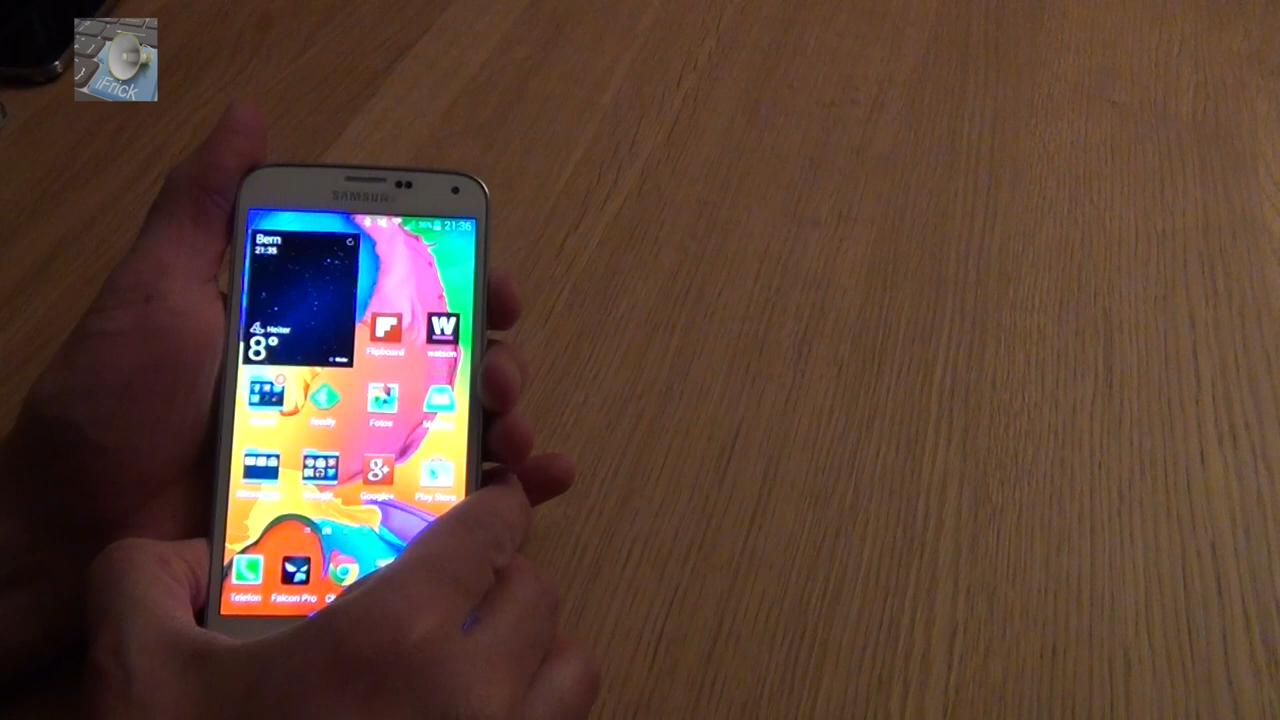 iFrick
SAMSUNG
36% 21:36
Bern
21:35
Heiter
8°
Flipboard
watson
feedly
Fotos
Google+
Play Store
Telefon
Falcon Pro